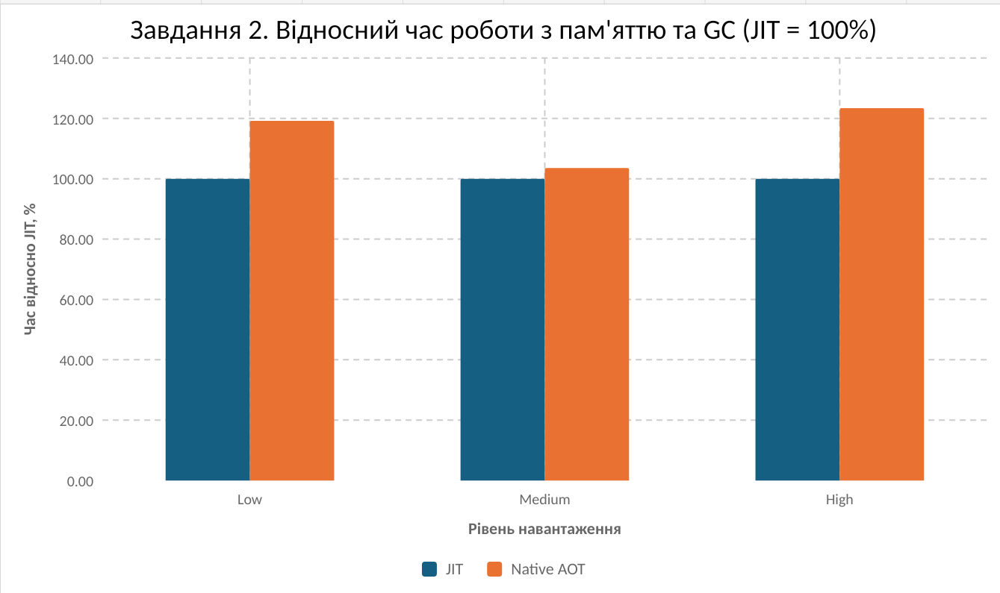 Завдання 2. Відносний час роботи з пам'яттю та GC (JIT = 100%)
140.00
120.00
100.00
80.00
60.00
40.00
20.00
0.00
Час відносно JIT, %
Low Medium High
Рівень навантаження
JIT Native AOT